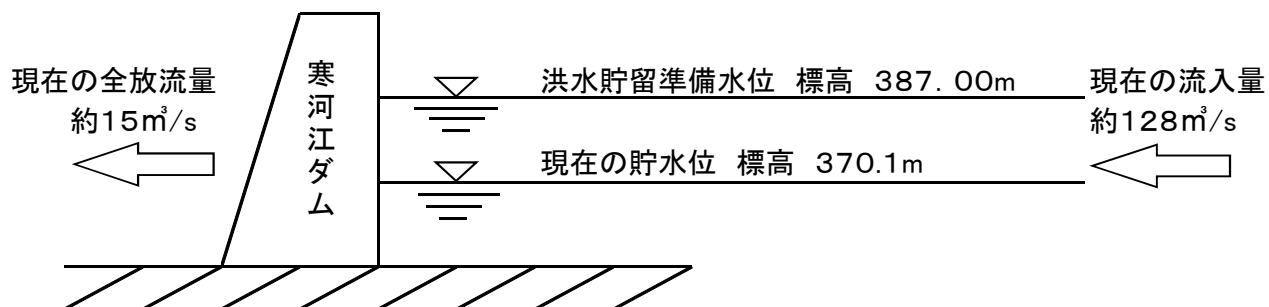 現在の全放流量
約15㎥/s
寒河江ダム
洪水貯留準備水位 標高 387.00m
現在の貯水位 標高 370.1m
現在の流入量
約128㎥/s